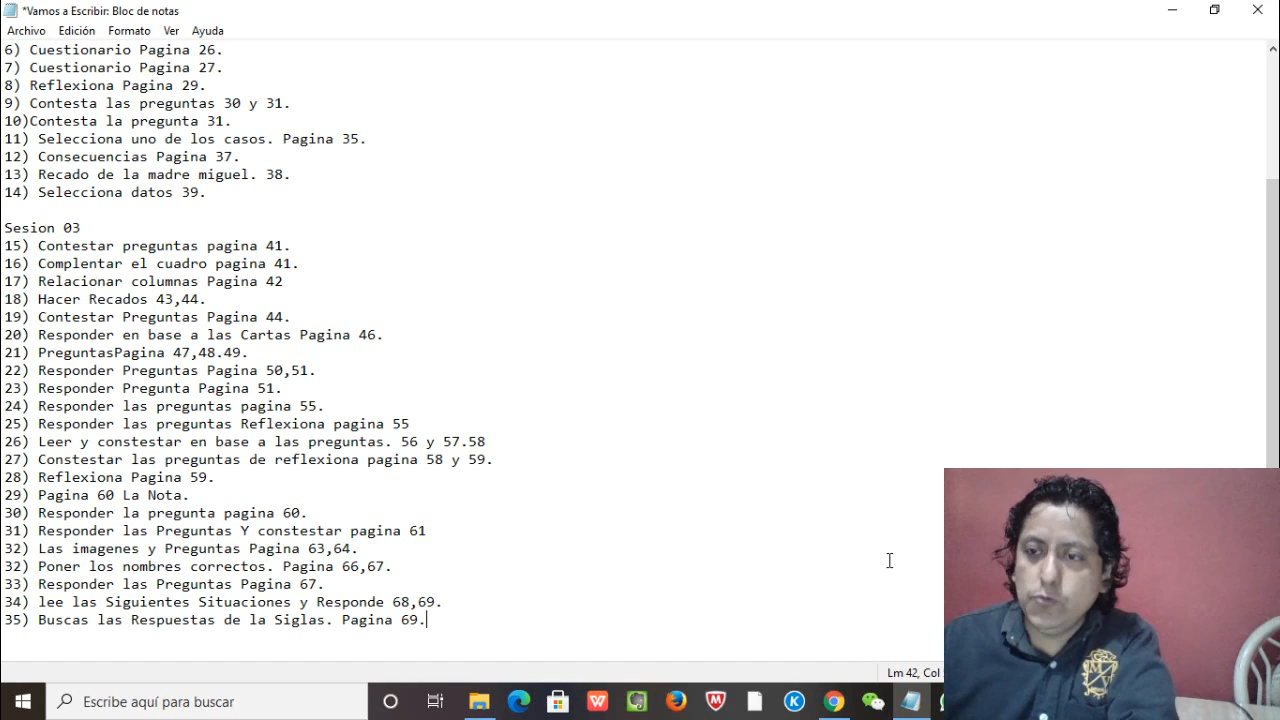 *Vamos a Escribir: Bloc de notas
Archivo Edición Formato Ver Ayuda
6) Cuestionario Pagina 26.
7) Cuestionario Pagina 27.
8) Reflexiona Pagina 29.
9) Contesta las preguntas 30 y 31.
10)Contesta la pregunta 31.
11) Selecciona uno de los casos. Pagina 35.
12) Consecuencias Pagina 37.
13) Recado de la madre miguel. 38.
14) Selecciona datos 39.
Sesion 03
15) Contestar preguntas pagina 41.
16) Complentar el cuadro pagina 41.
17) Relacionar columnas Pagina 42
18) Hacer Recados 43,44.
19) Contestar Preguntas Pagina 44.
20) Responder en base a las Cartas Pagina 46.
21) PreguntasPagina 47,48.49.
22) Responder Preguntas Pagina 50,51.
23) Responder Pregunta Pagina 51.
24) Responder las preguntas pagina 55.
25) Responder las preguntas Reflexiona pagina 55
26) Leer y constestar en base a las preguntas. 56 y 57.58
27) Constestar las preguntas de reflexiona pagina 58 y 59.
28) Reflexiona Pagina 59.
29) Pagina 60 La Nota.
30) Responder la pregunta pagina 60.
31) Responder las Preguntas Y constestar pagina 61
32) Las imagenes y Preguntas Pagina 63,64.
32) Poner los nombres correctos. Pagina 66,67.
33) Responder las Preguntas Pagina 67.
34) lee las Siguientes Situaciones y Responde 68,69.
35) Buscas las Respuestas de la Siglas. Pagina 69.
Lm 42, Col
Escribe aquí para buscar